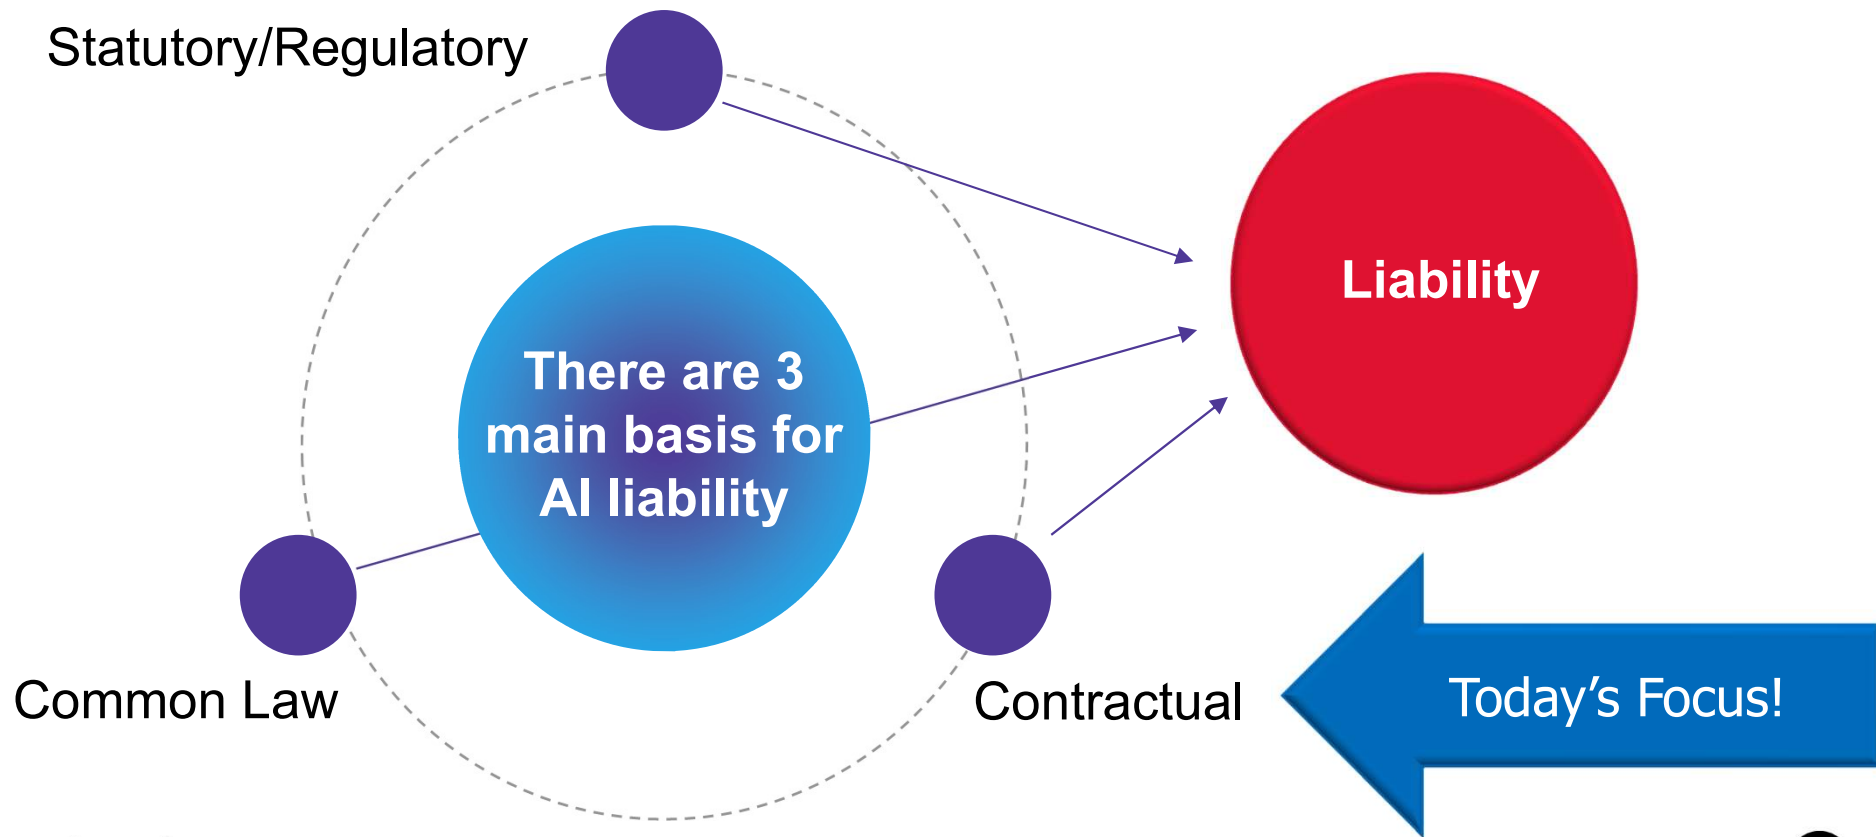 Statutory/Regulatory
Liability
There are 3
main basis for
AI liability
Common Law
Contractual
Today’s Focus!